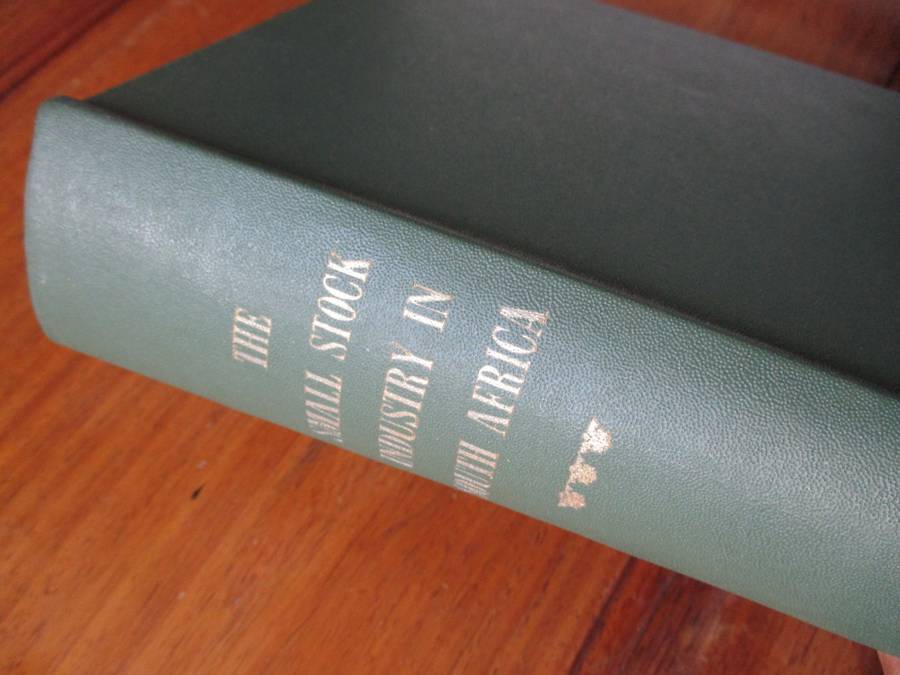 THE
SMALL STOCK
INDUSTRY IN
SOUTH AFRICA